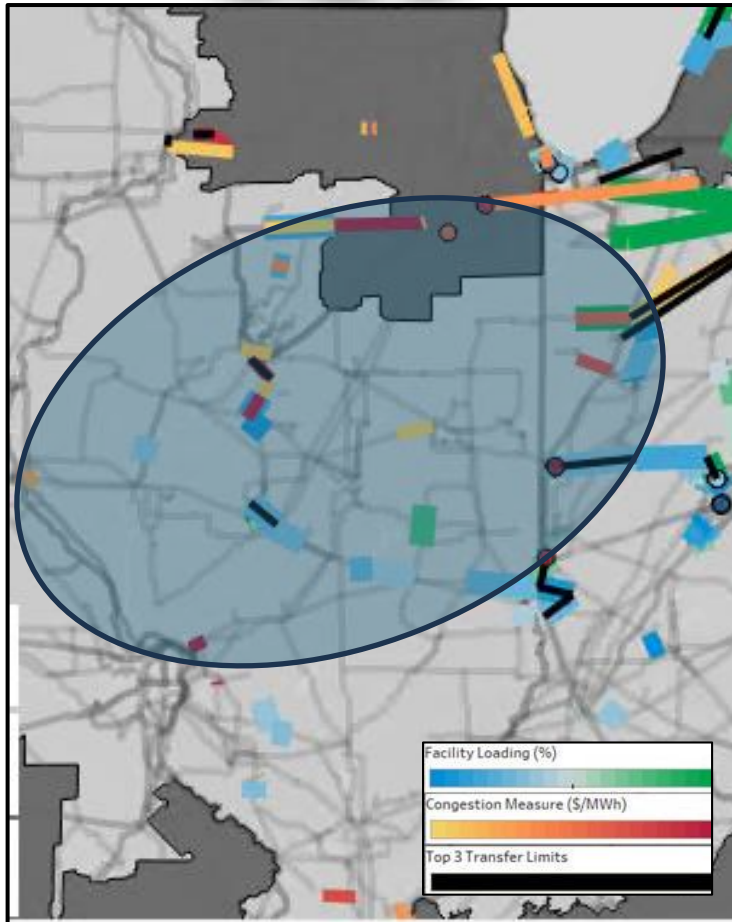 Facility Loading (%)
Congestion Measure ($/MWh)
Top 3 Transfer Limits